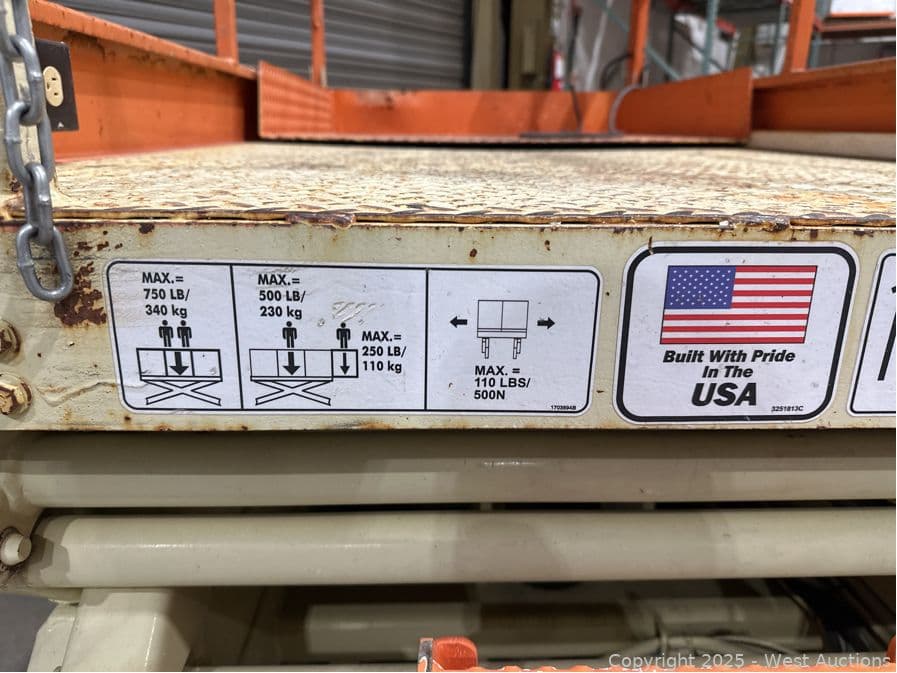 MAX.=
750 LB/
340 kg
MAX.=
500 LB/
230 kg
MAX.=
250 LB/
110 kg
MAX. =
110 LBS/
500N
1703894B
Built With Pride
In The
USA
3251813C
Copyright 2025 - West Auctions